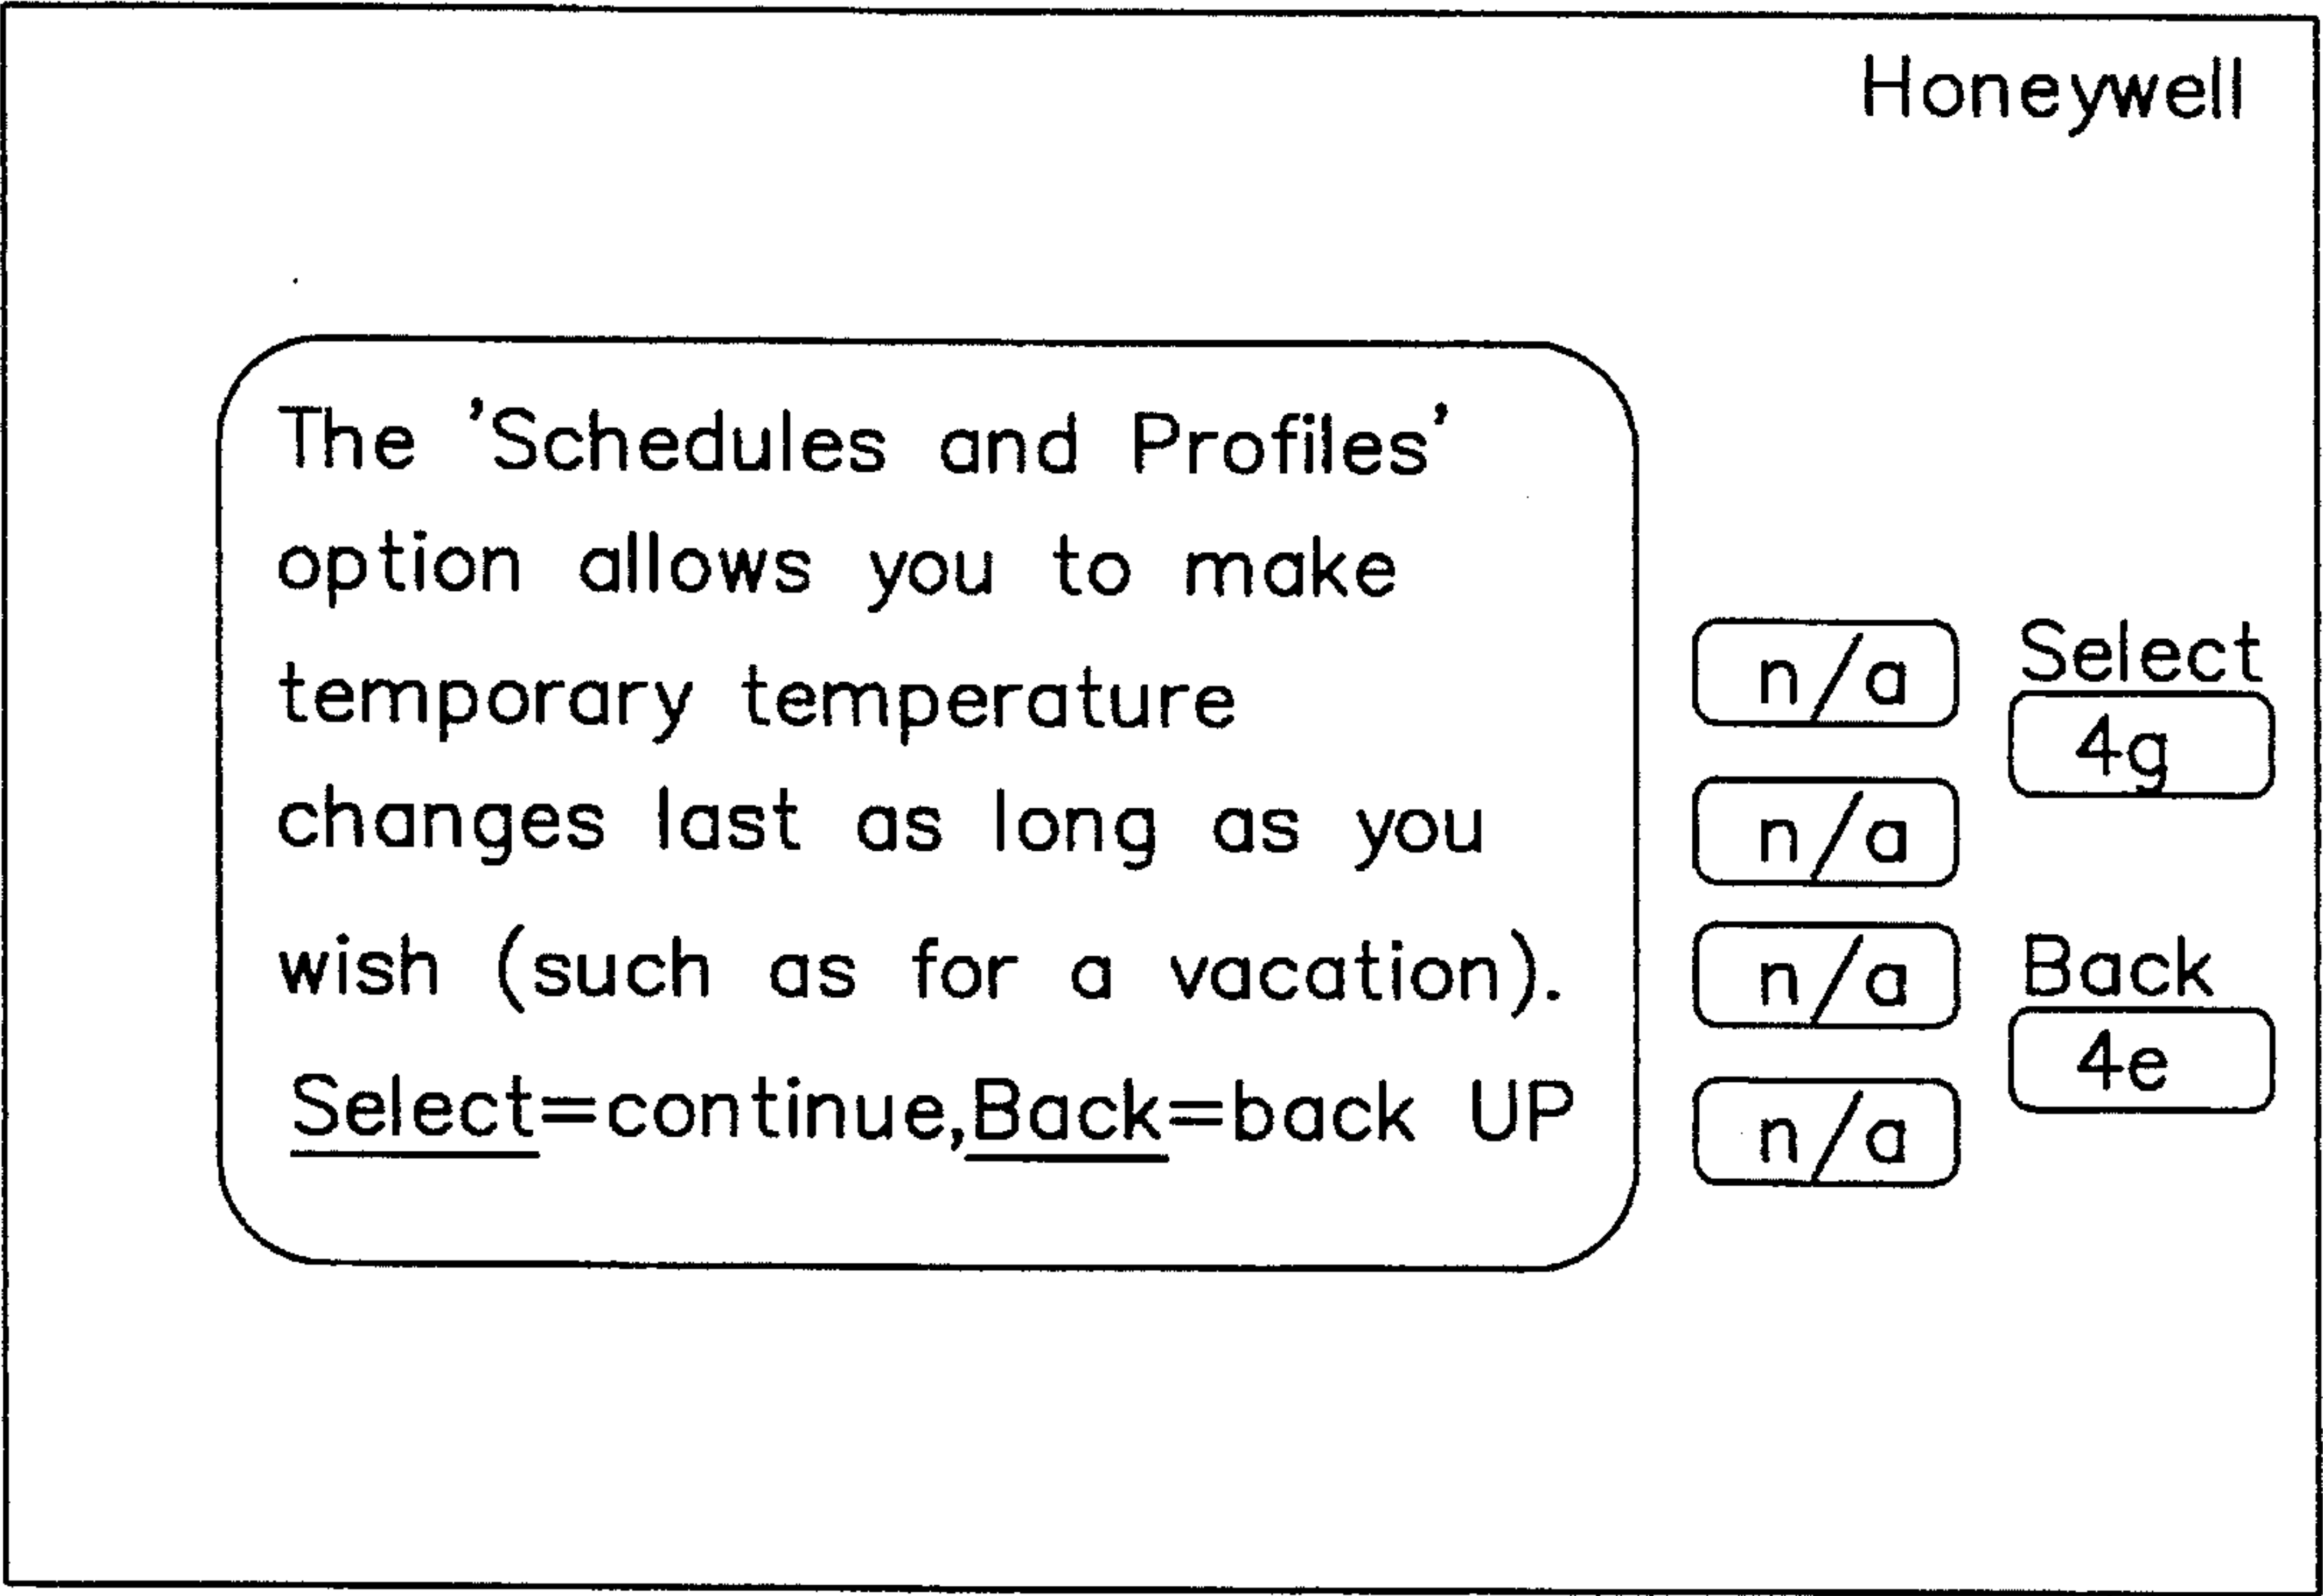 Honeywell
The 'Schedules and Profiles'
option allows you to make
temporary temperature
changes last as long as you
wish (such as for a vacation).
Select=continue,Back=back UP
n/a
Select
4g
n/a
n/a
Back
4e
n/a